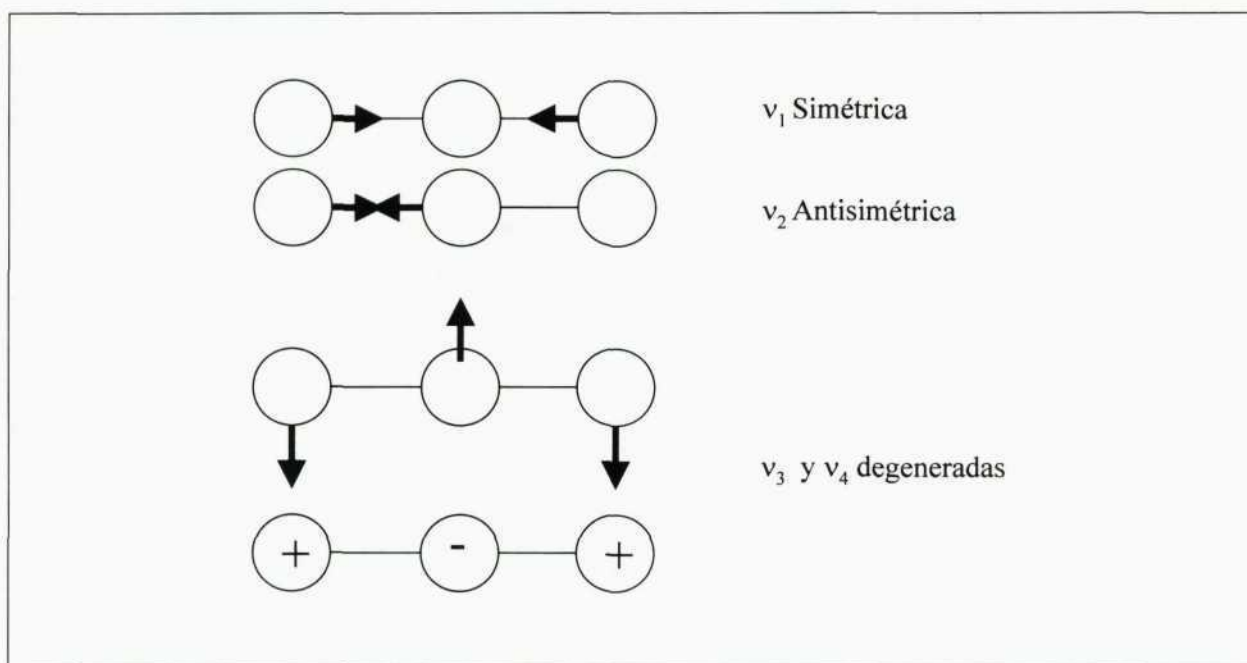 ν₁ Simétrica
ν₂ Antisimétrica
ν₃ y ν₄ degeneradas
+ - +